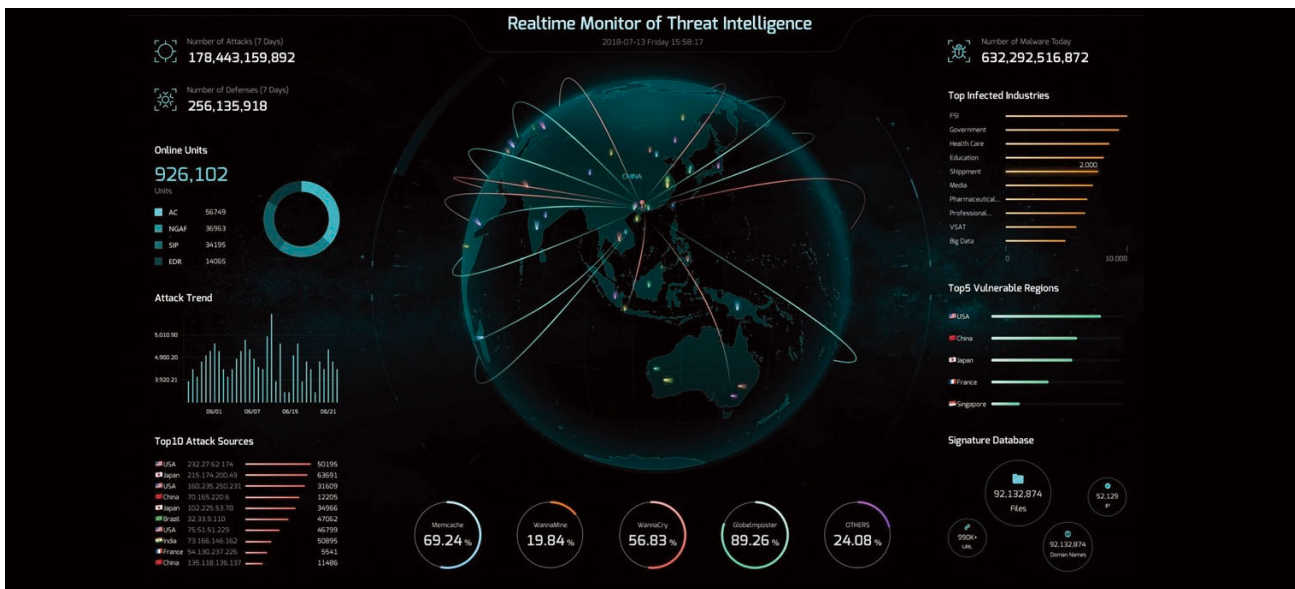 Realtime Monitor of Threat Intelligence
2018-07-13 Friday 15:58:17
Number of Attacks (7 Days)
178,443,159,892
Number of Defenses (7 Days)
256,135,918
Online Units
926,102
Units
AC 56749
NGAF 36963
SIP 34195
EDR 14065
Attack Trend
5,010.90
4,900.20
3,920.21
06/01 06/07 06/15 06/21
Top10 Attack Sources
USA 232.27.62.174 50195
Japan 215.174.200.49 63691
USA 160.235.250.231 31609
China 70.165.220.6 12205
Japan 102.225.53.70 34966
Brazil 32.33.9.110 47062
USA 75.51.51.229 46799
India 73.166.146.162 50895
France 54.130.237.226 5541
China 135.118.136.137 11486
CHINA
Memcache
69.24 %
WannaMine
19.84 %
WannaCry
56.83 %
GlobeImposter
89.26 %
OTHERS
24.08 %
Number of Malware Today
632,292,516,872
Top Infected Industries
FSI
Government
Health Care
Education
2,000
Shippment
Media
Pharmaceutical...
Professional...
VSAT
Big Data
0 10.000
Top5 Vulnerable Regions
USA
China
Japan
France
Singapore
Signature Database
92,132,874
Files
52,129
IP
990K+
URL
92,132,874
Domain Names